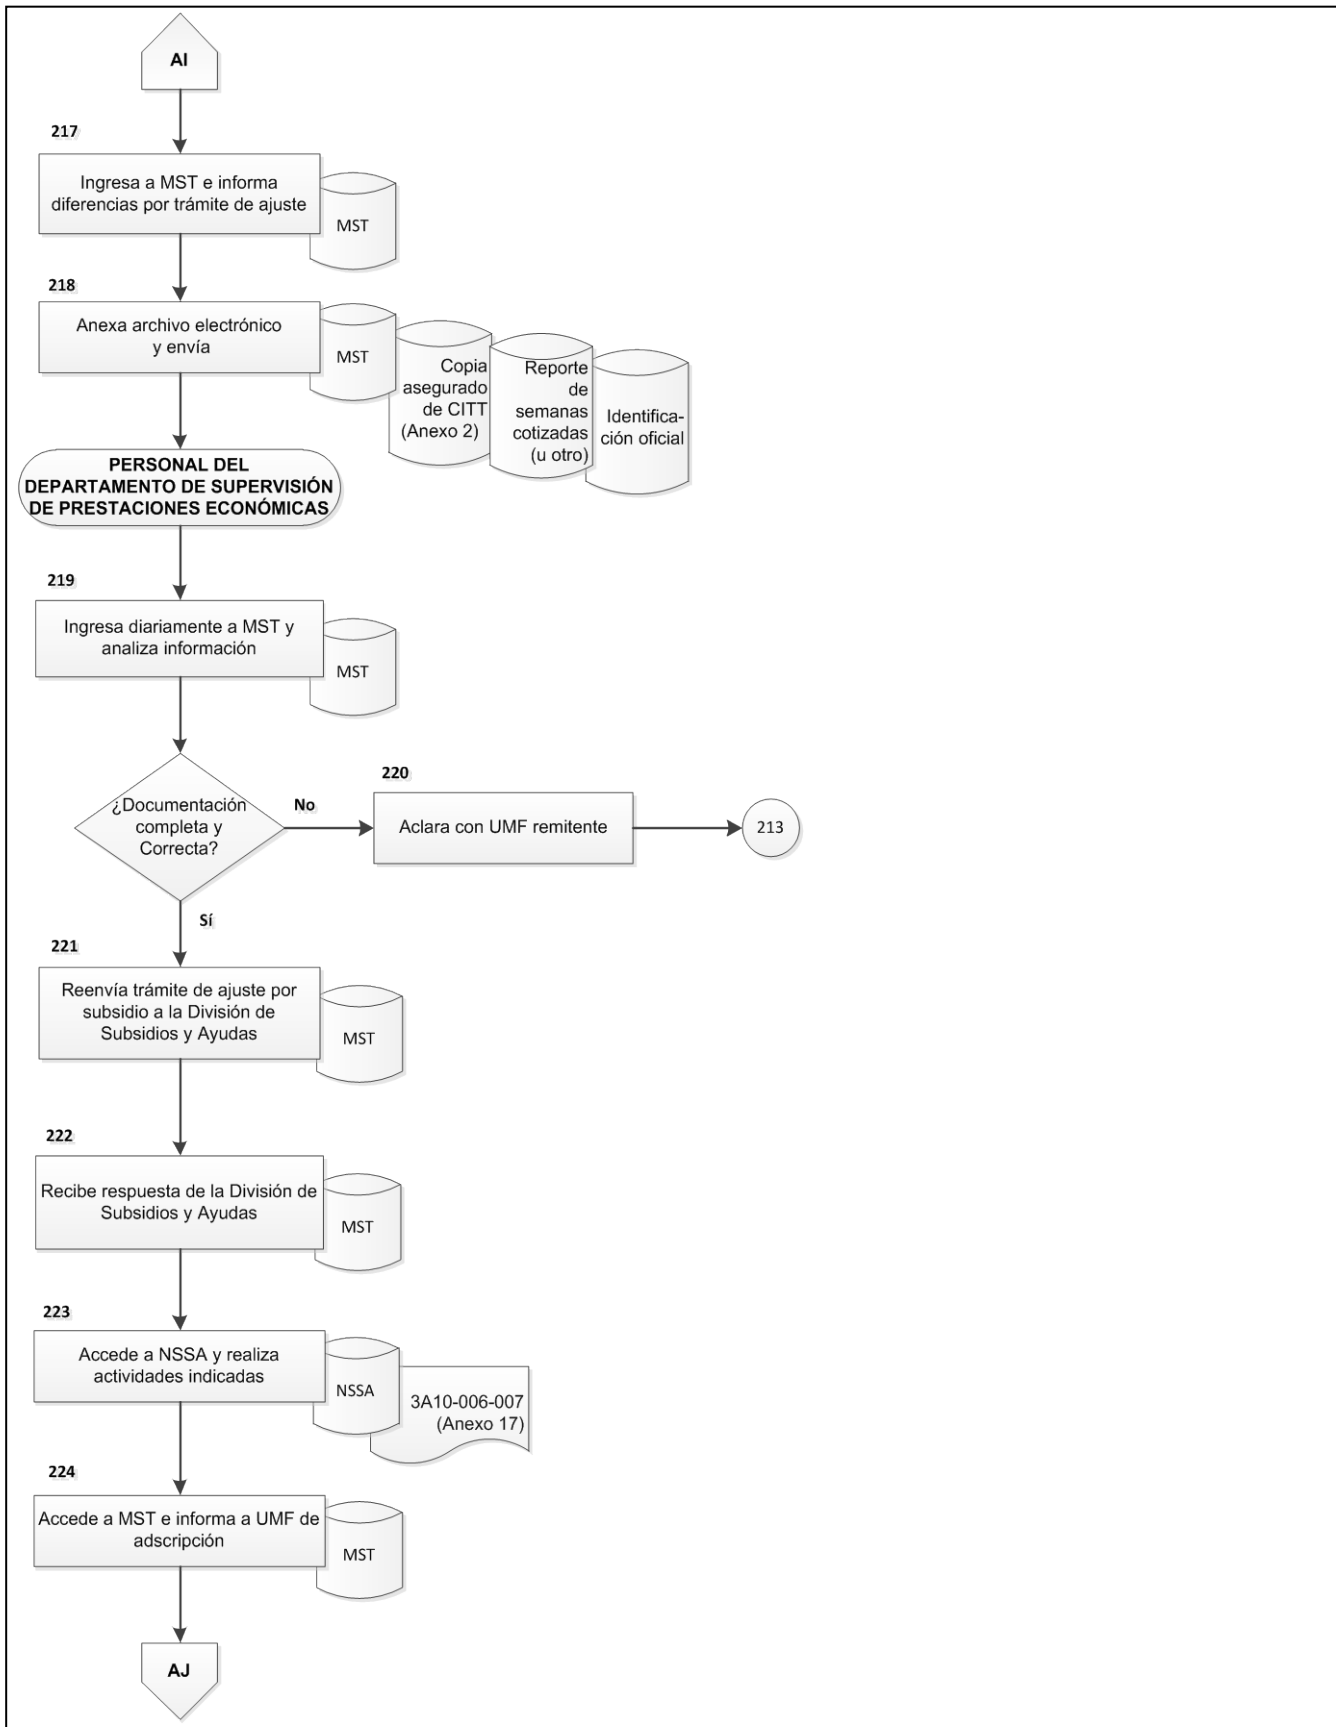 AI
217
Ingresa a MST e informa
diferencias por trámite de ajuste
MST
218
Anexa archivo electrónico
y envía
MST
Copia
asegurado
de CITT
(Anexo 2)
Reporte
de
semanas
cotizadas
(u otro)
Identifica-
ción oficial
PERSONAL DEL
DEPARTAMENTO DE SUPERVISIÓN
DE PRESTACIONES ECONÓMICAS
219
Ingresa diariamente a MST y
analiza información
MST
¿Documentación
completa y
Correcta?
No
220
Aclara con UMF remitente
213
Sí
221
Reenvía trámite de ajuste por
subsidio a la División de
Subsidios y Ayudas
MST
222
Recibe respuesta de la División de
Subsidios y Ayudas
MST
223
Accede a NSSA y realiza
actividades indicadas
NSSA
3A10-006-007
(Anexo 17)
224
Accede a MST e informa a UMF de
adscripción
MST
AJ